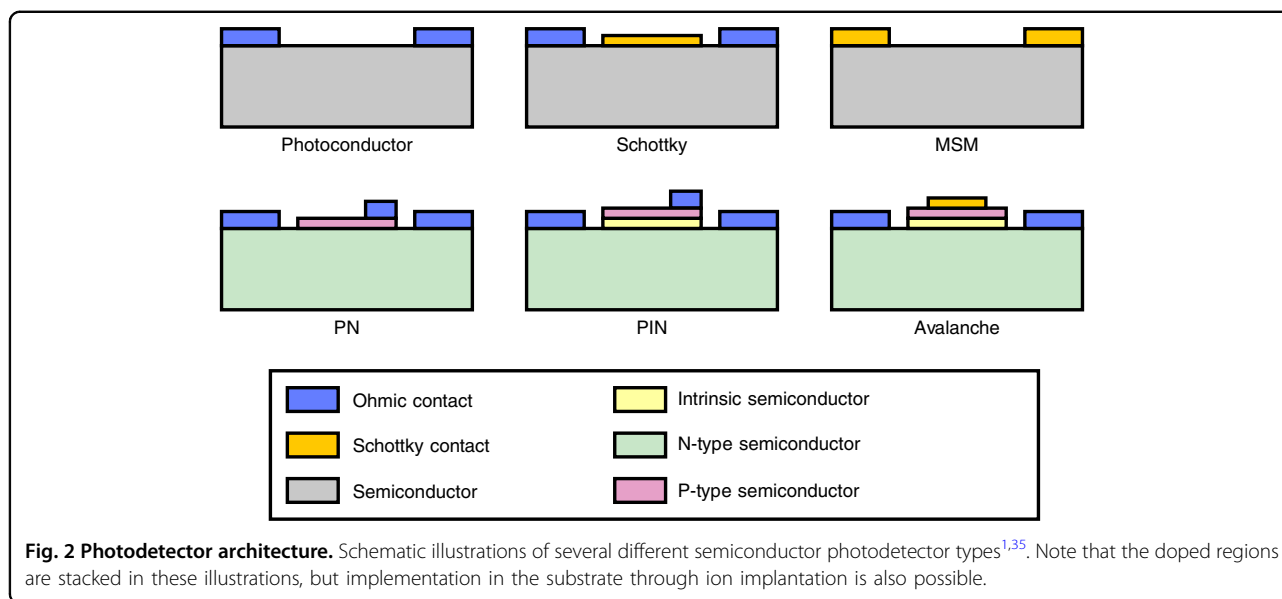 Photoconductor
Schottky
MSM
PN
PIN
Avalanche
Ohmic contact
Intrinsic semiconductor
Schottky contact
N-type semiconductor
Semiconductor
P-type semiconductor
Fig. 2 Photodetector architecture. Schematic illustrations of several different semiconductor photodetector types1,35. Note that the doped regions
are stacked in these illustrations, but implementation in the substrate through ion implantation is also possible.